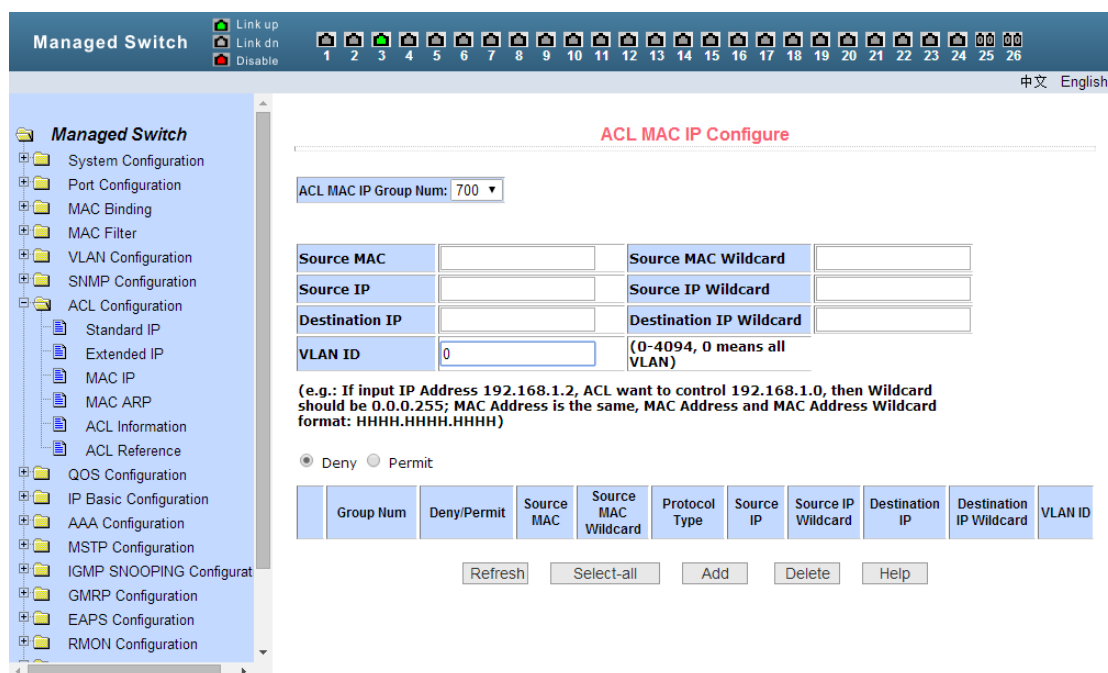 Managed Switch
Link up
Link dn
Disable
1 2 3 4 5 6 7 8 9 10 11 12 13 14 15 16 17 18 19 20 21 22 23 24 25 26
中文 English
Managed Switch
System Configuration
Port Configuration
MAC Binding
MAC Filter
VLAN Configuration
SNMP Configuration
ACL Configuration
Standard IP
Extended IP
MAC IP
MAC ARP
ACL Information
ACL Reference
QOS Configuration
IP Basic Configuration
AAA Configuration
MSTP Configuration
IGMP SNOOPING Configurat
GMRP Configuration
EAPS Configuration
RMON Configuration
ACL MAC IP Configure
ACL MAC IP Group Num: 700
Source MAC Source MAC Wildcard
Source IP Source IP Wildcard
Destination IP Destination IP Wildcard
VLAN ID 0 (0-4094, 0 means all
VLAN)
(e.g.: If input IP Address 192.168.1.2, ACL want to control 192.168.1.0, then Wildcard
should be 0.0.0.255; MAC Address is the same, MAC Address and MAC Address Wildcard
format: HHHH.HHHH.HHHH)
Deny Permit
Group Num Deny/Permit Source MAC Source MAC Wildcard Protocol Type Source IP Source IP Wildcard Destination IP Destination IP Wildcard VLAN ID
Refresh Select-all Add Delete Help